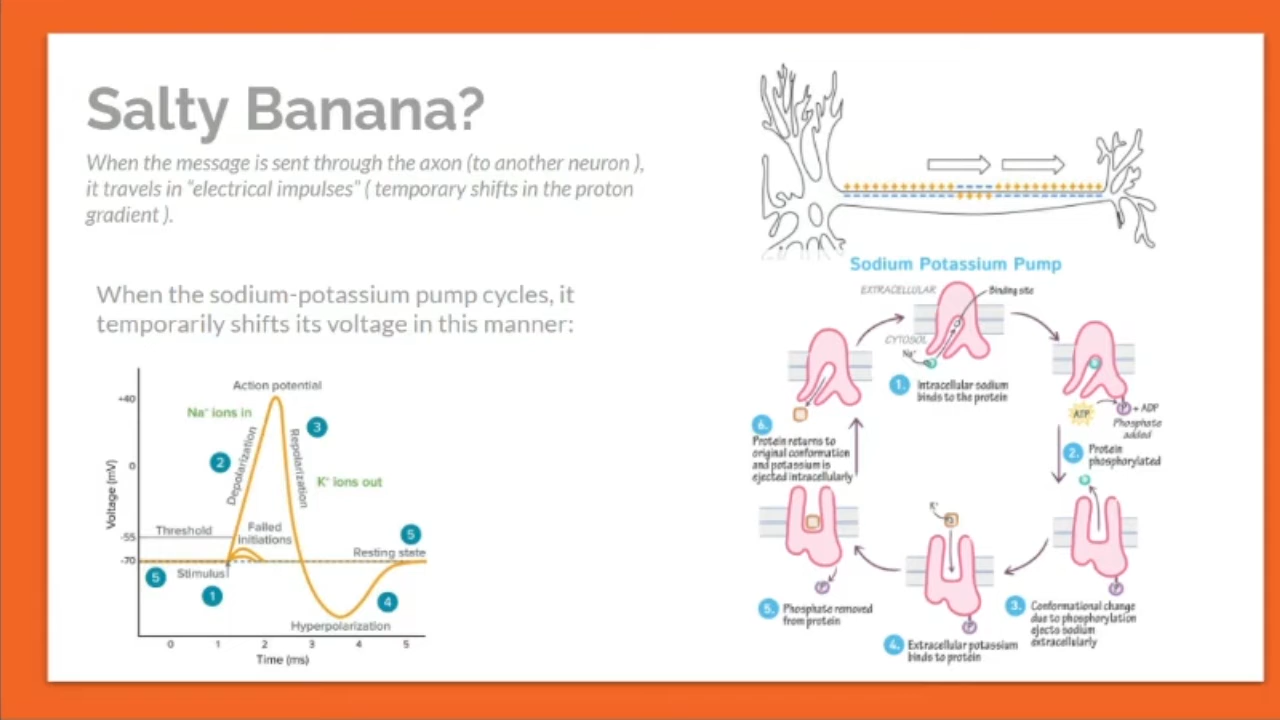 Salty Banana?
When the message is sent through the axon (to another neuron ),
it travels in “electrical impulses” ( temporary shifts in the proton
gradient ).
When the sodium-potassium pump cycles, it
temporarily shifts its voltage in this manner:
Action potential
+40
Na⁺ ions in
3
2
Depolarization
Repolarization
0
K⁺ ions out
Voltage (mV)
Threshold
Failed
initiations
-55
5
Resting state
-70
5
Stimulus
1
4
Hyperpolarization
0 1 2 3 4 5
Time (ms)
Sodium Potassium Pump
EXTRACELLULAR
Binding site
CYTOSOL
Na⁺
1. Intracellular sodium
binds to the protein
ATP
P + ADP
Phosphate
added
2. Protein
phosphorylated
P
3. Conformational change
due to phosphorylation
ejects sodium
extracellularly
K⁺
P
4. Extracellular potassium
binds to protein
P
5. Phosphate removed
from protein
6.
Protein returns to
original conformation
and potassium is
ejected intracellularly